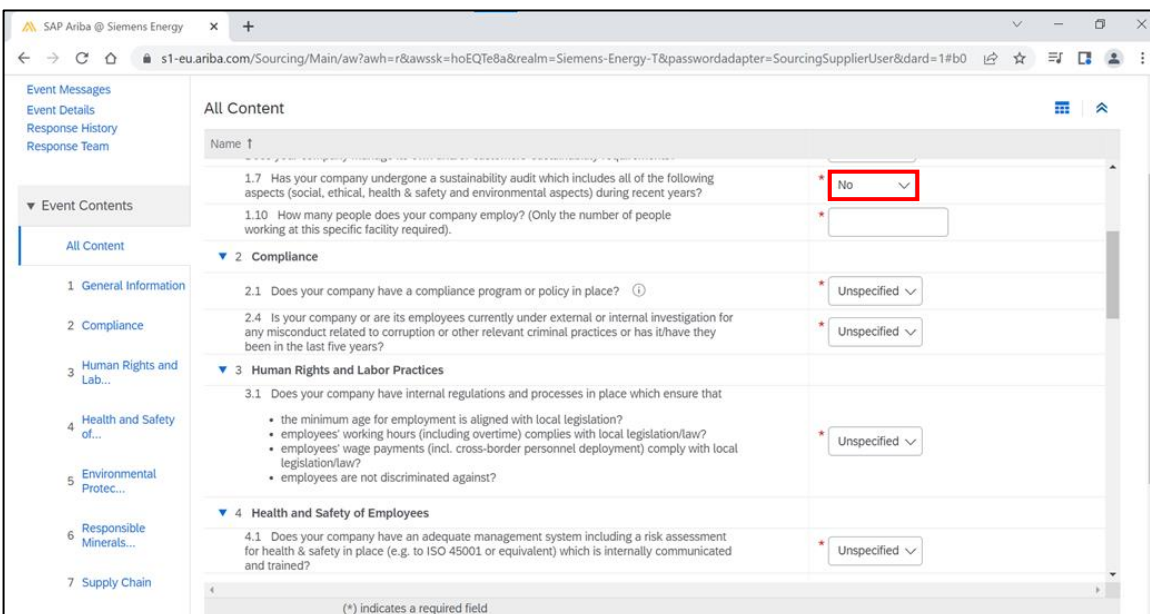 SAP Ariba @ Siemens Energy
s1-eu.ariba.com/Sourcing/Main/aw?awh=r&awssk=hoEQTe8a&realm=Siemens-Energy-T&passwordadapter=SourcingSupplierUser&dard=1#b0
Event Messages
Event Details
Response History
Response Team
▼ Event Contents
All Content
1 General Information
2 Compliance
3 Human Rights and
Lab...
4 Health and Safety
of...
5 Environmental
Protec...
6 Responsible
Minerals...
7 Supply Chain
All Content
Name ↑
1.7 Has your company undergone a sustainability audit which includes all of the following
aspects (social, ethical, health & safety and environmental aspects) during recent years?
* No
1.10 How many people does your company employ? (Only the number of people
working at this specific facility required).
*
▼ 2 Compliance
2.1 Does your company have a compliance program or policy in place?
* Unspecified
2.4 Is your company or are its employees currently under external or internal investigation for
any misconduct related to corruption or other relevant criminal practices or has it/have they
been in the last five years?
* Unspecified
▼ 3 Human Rights and Labor Practices
3.1 Does your company have internal regulations and processes in place which ensure that
• the minimum age for employment is aligned with local legislation?
• employees' working hours (including overtime) complies with local legislation/law?
• employees' wage payments (incl. cross-border personnel deployment) comply with local
legislation/law?
• employees are not discriminated against?
* Unspecified
▼ 4 Health and Safety of Employees
4.1 Does your company have an adequate management system including a risk assessment
for health & safety in place (e.g. to ISO 45001 or equivalent) which is internally communicated
and trained?
* Unspecified
(*) indicates a required field